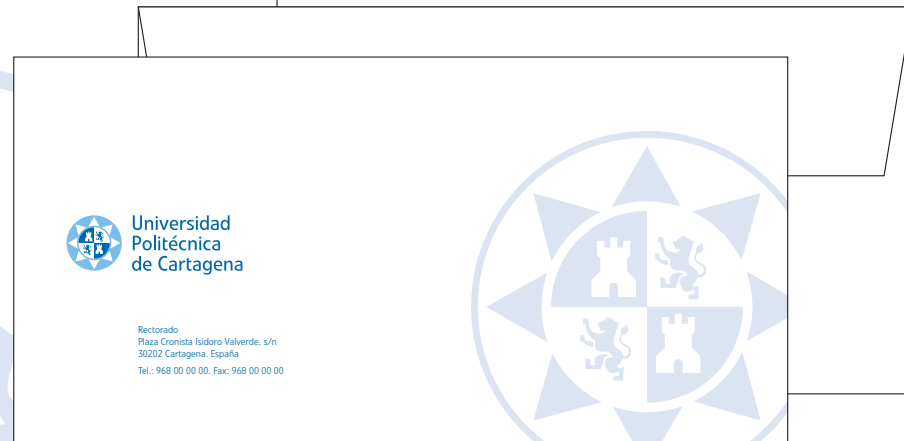 Universidad
Politécnica
de Cartagena
Rectorado
Plaza Cronista Isidoro Valverde, s/n
30202 Cartagena. España
Tel.: 968 00 00 00. Fax: 968 00 00 00